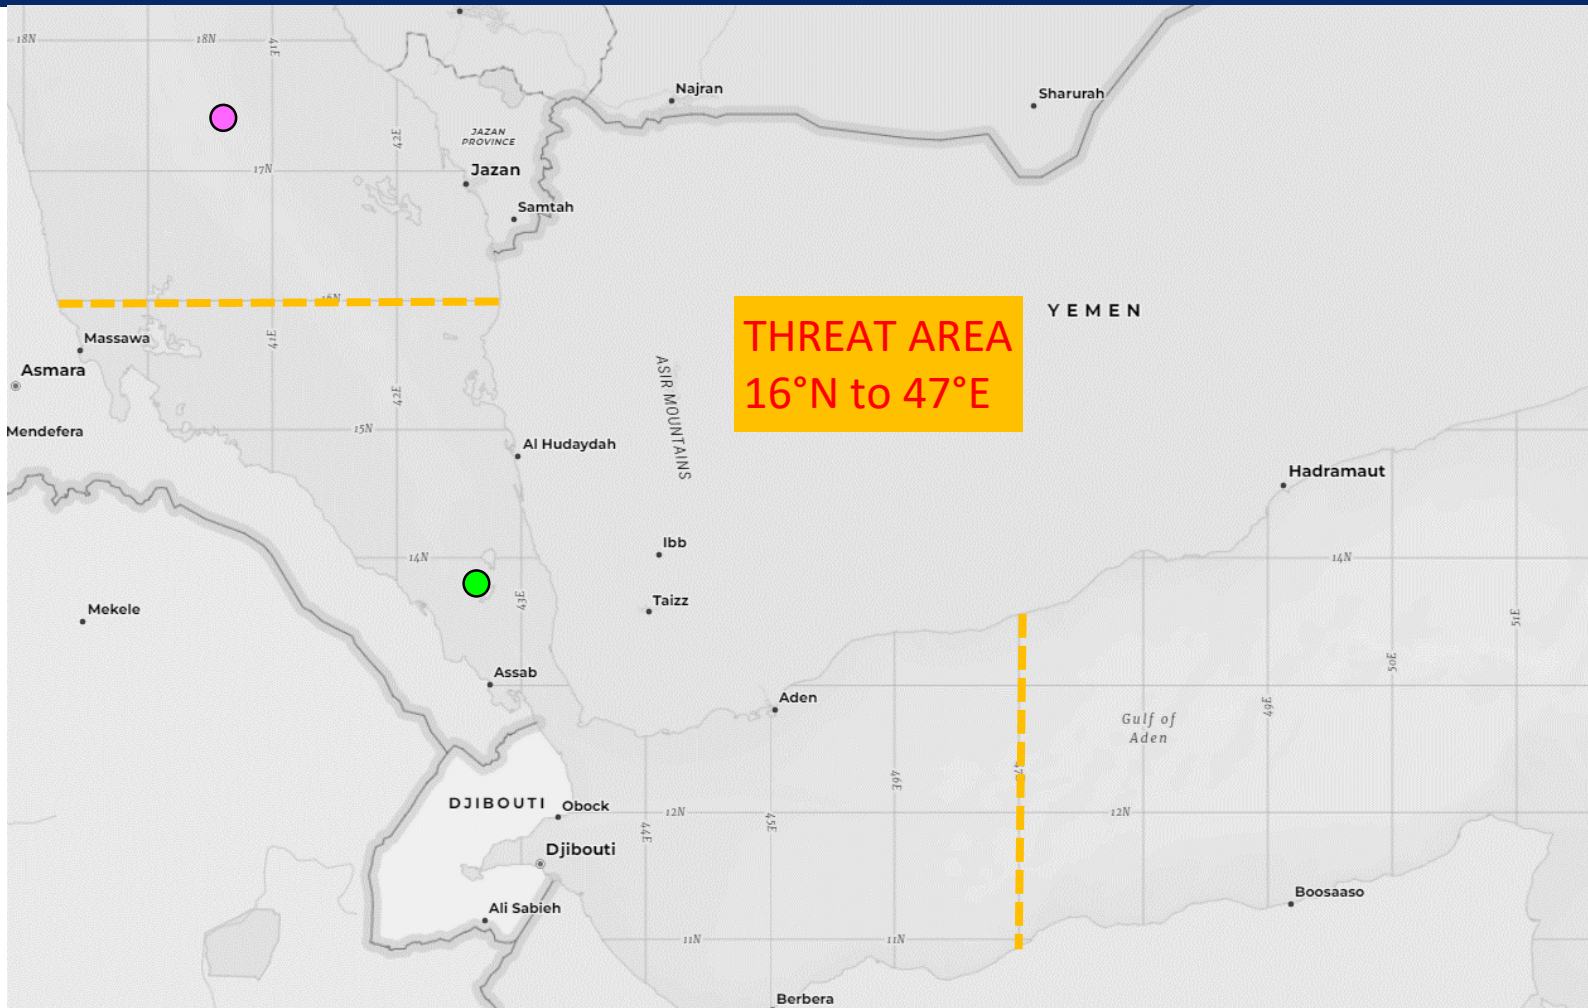 18N
18N
41E
Najran
Sharurah
42E
JAZAN
PROVINCE
17N
Jazan
Samtah
16N
THREAT AREA
16°N to 47°E
YEMEN
Massawa
41E
Asmara
ASIR MOUNTAINS
42E
Mendefera
15N
Al Hudaydah
Hadramaut
Ibb
14N
14N
43E
Taizz
Mekele
51E
50E
Assab
Aden
49E
Gulf of
Aden
46E
47E
DJIBOUTI
Obock
12N
44E
45E
12N
Djibouti
Boosaaso
Ali Sabieh
11N
11N
Berbera